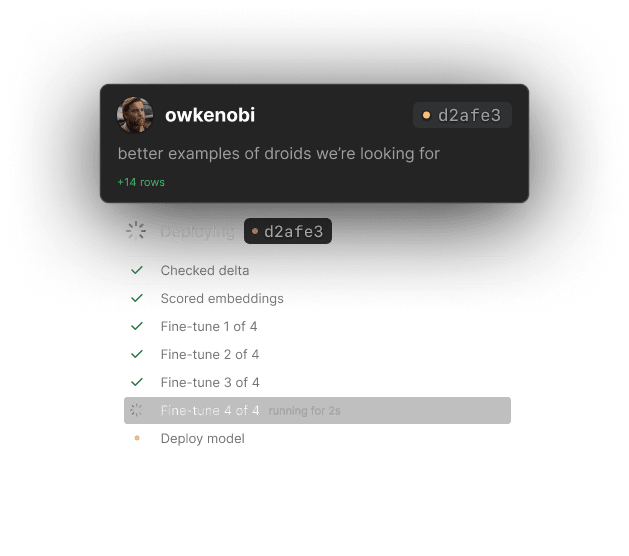 owkenobi
d2afe3
better examples of droids we’re looking for
+14 rows
Deploying d2afe3
Checked delta
Scored embeddings
Fine-tune 1 of 4
Fine-tune 2 of 4
Fine-tune 3 of 4
Fine-tune 4 of 4 running for 2s
Deploy model